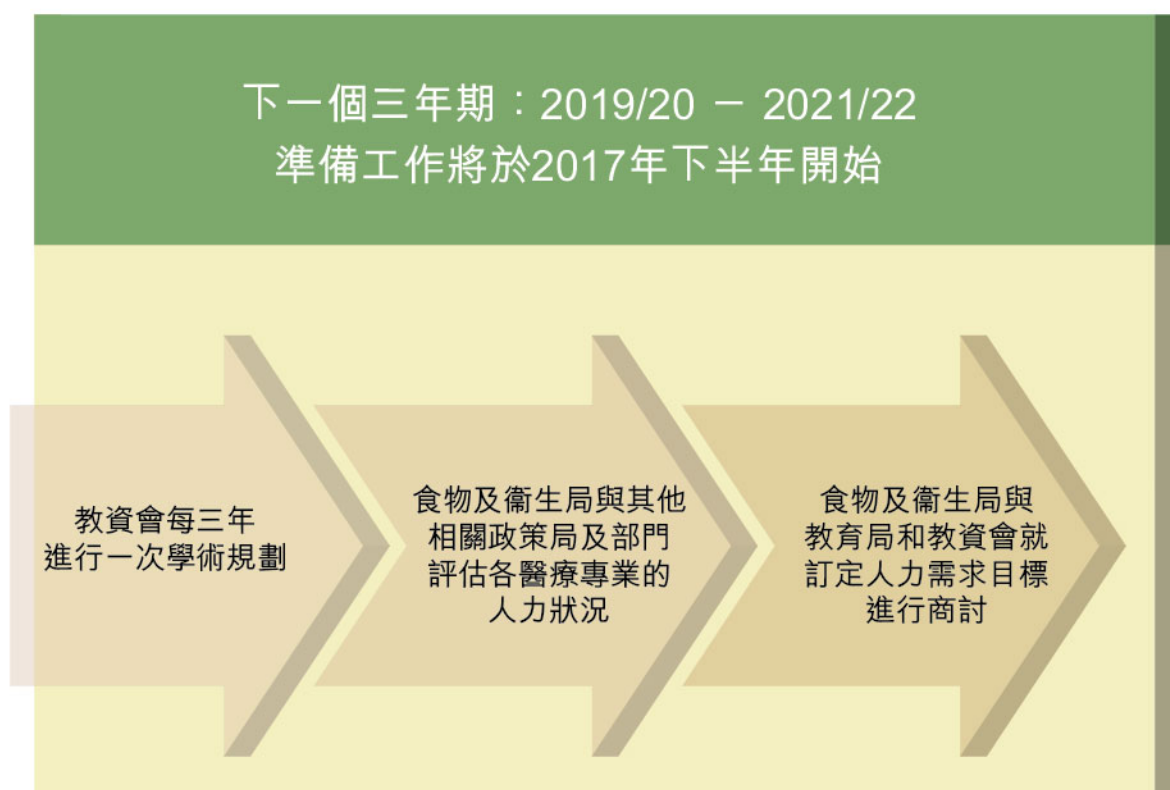 下一個三年期：2019/20 － 2021/22
準備工作將於2017年下半年開始
教資會每三年
進行一次學術規劃
食物及衞生局與其他
相關政策局及部門
評估各醫療專業的
人力狀況
食物及衞生局與
教育局和教資會就
訂定人力需求目標
進行商討